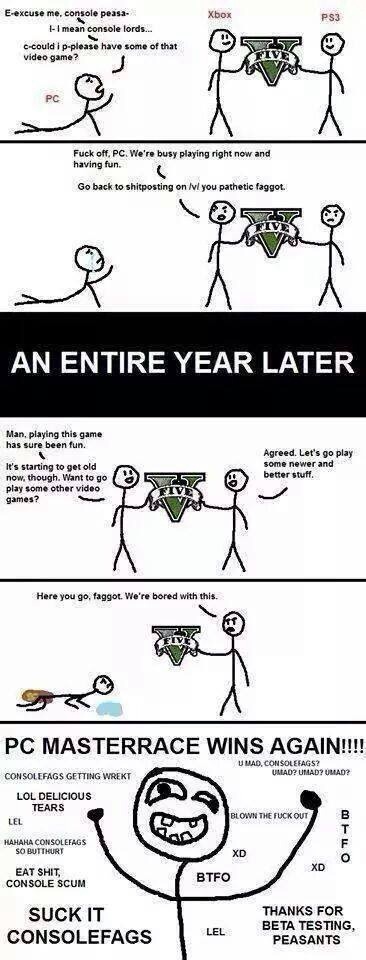 E-excuse me, console peasa-
I- I mean console lords...
c-could i p-please have some of that
video game?
PC
Xbox
PS3
V
FIVE
Fuck off, PC. We're busy playing right now and
having fun.
Go back to shitposting on /v/ you pathetic faggot.
V
FIVE
AN ENTIRE YEAR LATER
Man, playing this game
has sure been fun.
It's starting to get old
now, though. Want to go
play some other video
games?
V
FIVE
Agreed. Let's go play
some newer and
better stuff.
Here you go, faggot. We're bored with this.
V
FIVE
PC MASTERRACE WINS AGAIN!!!!
CONSOLEFAGS GETTING WREKT
U MAD, CONSOLEFAGS?
UMAD? UMAD? UMAD?
LOL DELICIOUS
TEARS
LEL
BLOWN THE FUCK OUT
B
T
F
O
HAHAHA CONSOLEFAGS
SO BUTTHURT
XD
XD
EAT SHIT,
CONSOLE SCUM
BTFO
SUCK IT
CONSOLEFAGS
LEL
THANKS FOR
BETA TESTING,
PEASANTS